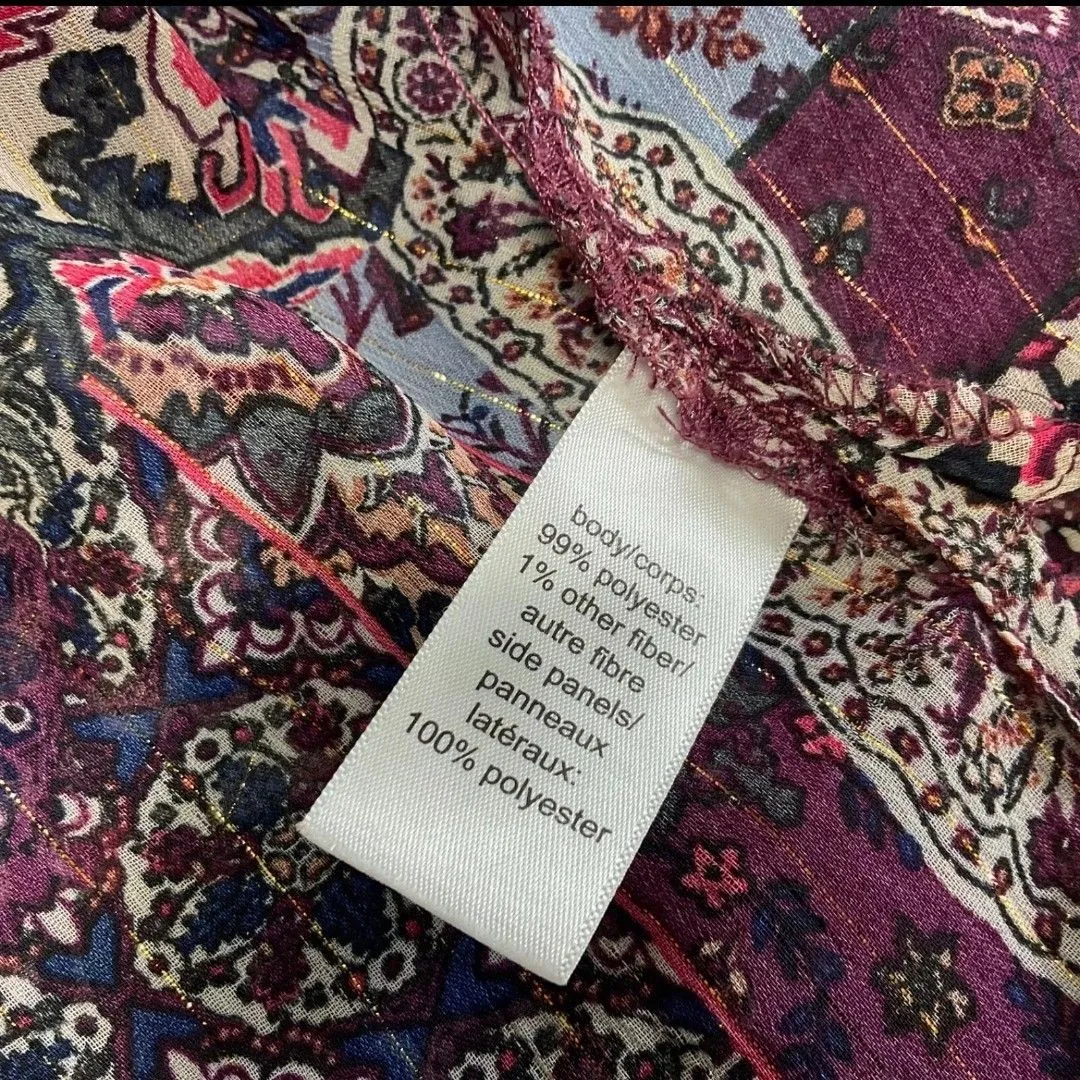 body/corps:
99% polyester
1% other fiber/
autre fibre
side panels/
panneaux
latéraux:
100% polyester